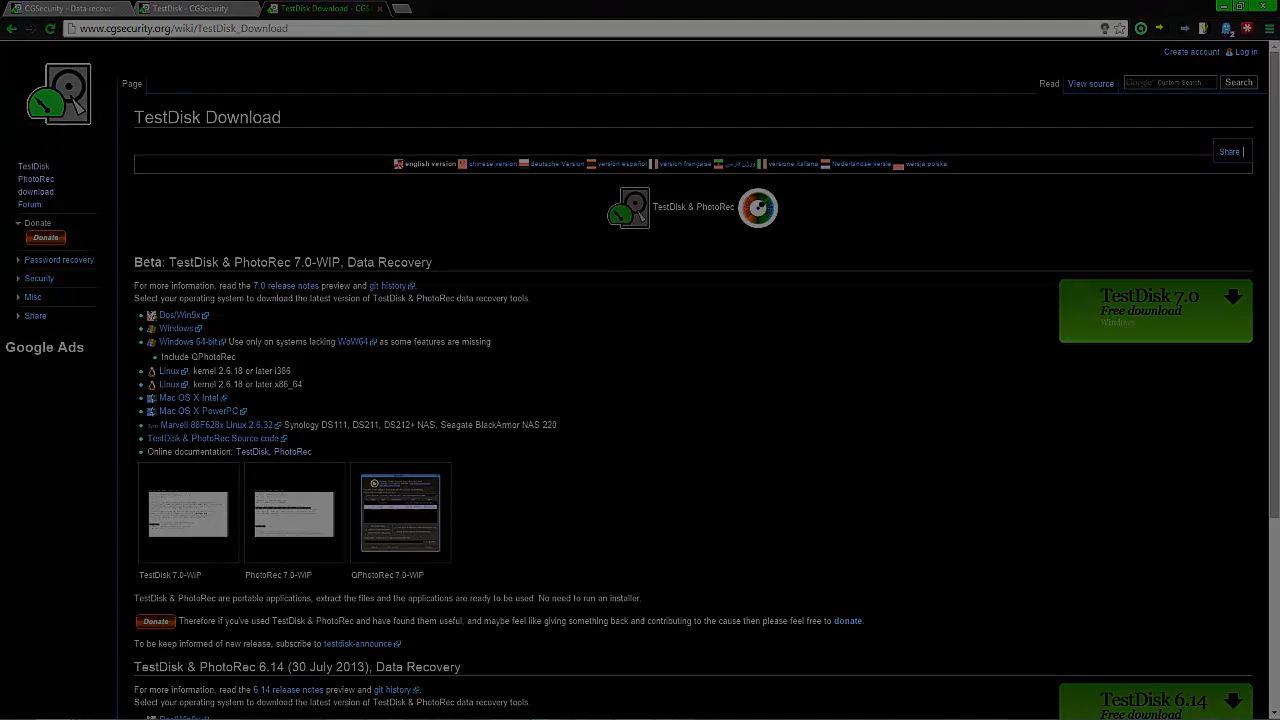 CGSecurity - Data recove
TestDisk - CGSecurity
TestDisk Download - CGS
www.cgsecurity.org/wiki/TestDisk_Download
Create account Log in
Page
Read View source Google Custom Search Search
TestDisk Download
Share
english version chinese version deutsche Version versión español version française ورژن فارسی versione italiana Nederlandse versie wersja polska
TestDisk & PhotoRec
TestDisk
PhotoRec
download
Forum
Donate
Donate
Password recovery
Security
Misc
Share
Google Ads
Beta: TestDisk & PhotoRec 7.0-WIP, Data Recovery
For more information, read the 7.0 release notes preview and git history.
Select your operating system to download the latest version of TestDisk & PhotoRec data recovery tools.
TestDisk 7.0
Free download
Windows
Dos/Win9x
Windows
Windows 64-bit Use only on systems lacking WoW64 as some features are missing
Include QPhotoRec
Linux, kernel 2.6.18 or later i386
Linux, kernel 2.6.18 or later x86_64
Mac OS X Intel
Mac OS X PowerPC
Marvell 88F628x Linux 2.6.32 Synology DS111, DS211, DS212+ NAS, Seagate BlackArmor NAS 220
TestDisk & PhotoRec Source code
Online documentation: TestDisk, PhotoRec
TestDisk 7.0-WIP
PhotoRec 7.0-WIP
QPhotoRec 7.0-WIP
TestDisk & PhotoRec are portable applications, extract the files and the applications are ready to be used. No need to run an installer.
Donate Therefore if you've used TestDisk & PhotoRec and have found them useful, and maybe feel like giving something back and contributing to the cause then please feel free to donate.
To be keep informed of new release, subscribe to testdisk-announce
TestDisk & PhotoRec 6.14 (30 July 2013), Data Recovery
For more information, read the 6.14 release notes preview and git history.
Select your operating system to download the latest version of TestDisk & PhotoRec data recovery tools.
TestDisk 6.14
Free download
Dos/Win9x